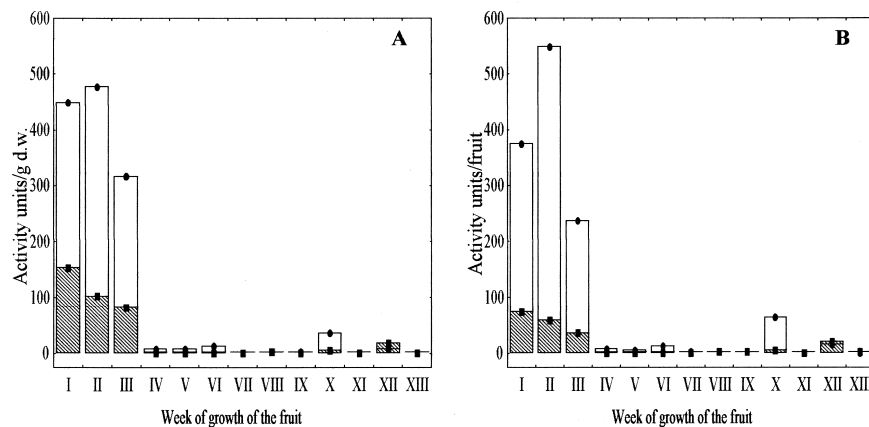 A
600
500
400
300
200
100
0
Activity units/g d.w.
I II III IV V VI VII VIII IX X XI XII XIII
Week of growth of the fruit
B
600
500
400
300
200
100
0
Activity units/fruit
I II III IV V VI VII VIII IX X XI XII XIII
Week of growth of the fruit